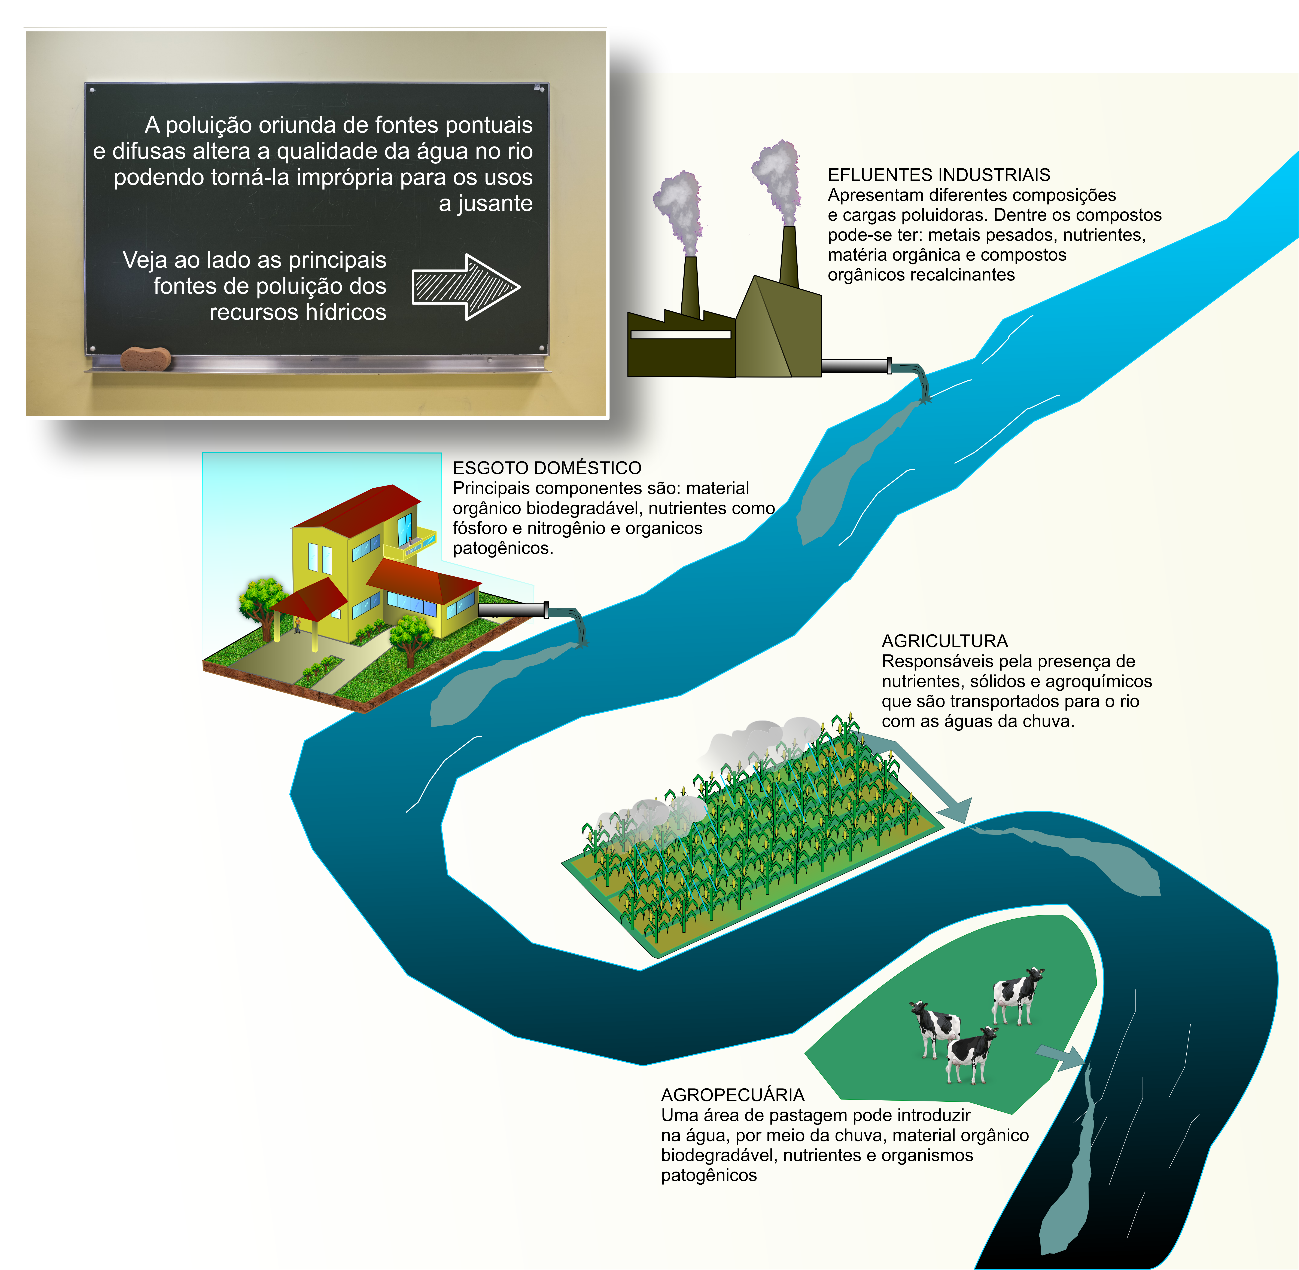 A poluição oriunda de fontes pontuais
e difusas altera a qualidade da água no rio
podendo torná-la imprópria para os usos
a jusante
Veja ao lado as principais
fontes de poluição dos
recursos hídricos
EFLUENTES INDUSTRIAIS
Apresentam diferentes composições
e cargas poluidoras. Dentre os compostos
pode-se ter: metais pesados, nutrientes,
matéria orgânica e compostos
orgânicos recalcinantes
ESGOTO DOMÉSTICO
Principais componentes são: material
orgânico biodegradável, nutrientes como
fósforo e nitrogênio e organicos
patogênicos.
AGRICULTURA
Responsáveis pela presença de
nutrientes, sólidos e agroquímicos
que são transportados para o rio
com as águas da chuva.
AGROPECUÁRIA
Uma área de pastagem pode introduzir
na água, por meio da chuva, material orgânico
biodegradável, nutrientes e organismos
patogênicos